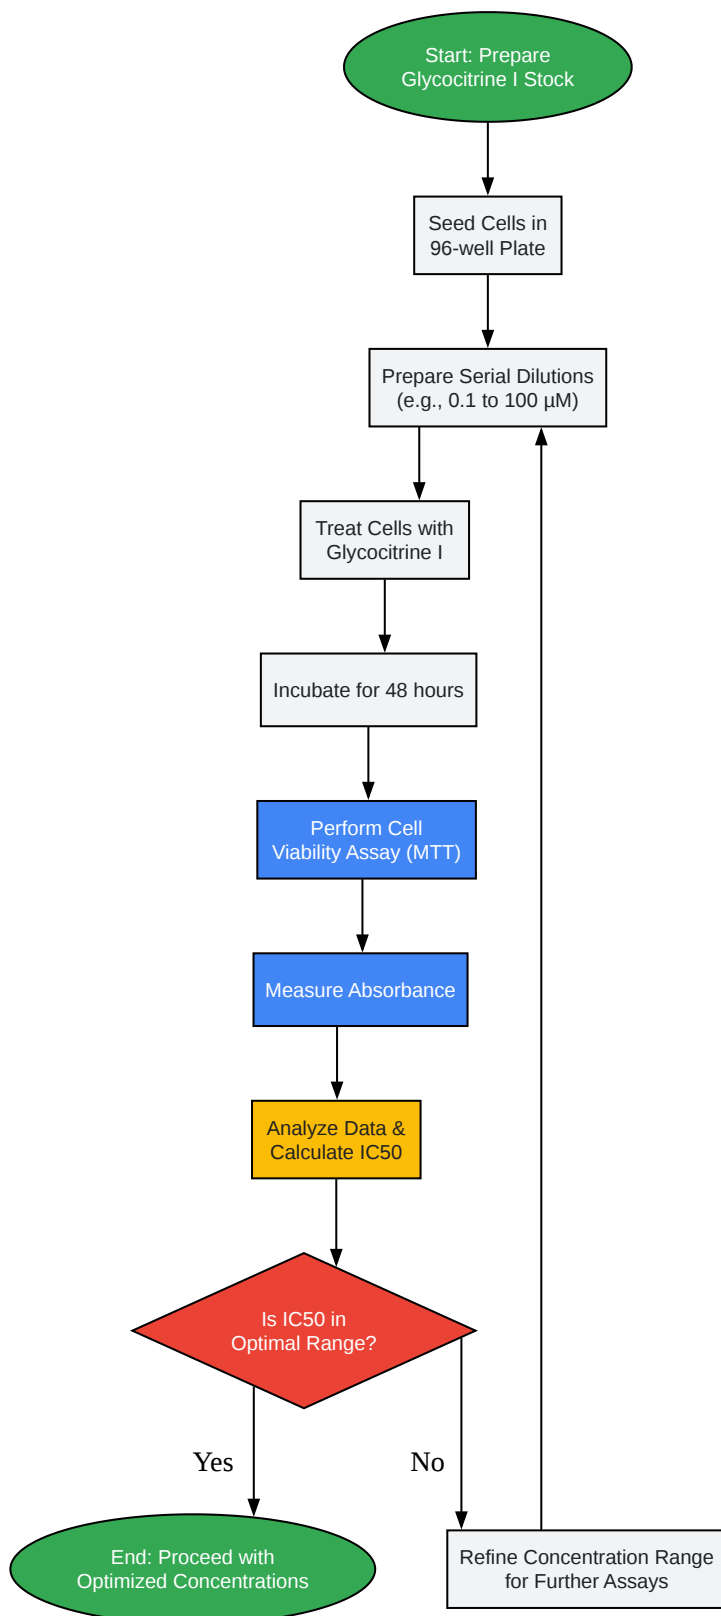 Start: Prepare
Glycocitrine I Stock
Seed Cells in
96-well Plate
Prepare Serial Dilutions
(e.g., 0.1 to 100 µM)
Treat Cells with
Glycocitrine I
Incubate for 48 hours
Perform Cell
Viability Assay (MTT)
Measure Absorbance
Analyze Data &
Calculate IC50
Is IC50 in
Optimal Range?
Yes
No
End: Proceed with
Optimized Concentrations
Refine Concentration Range
for Further Assays